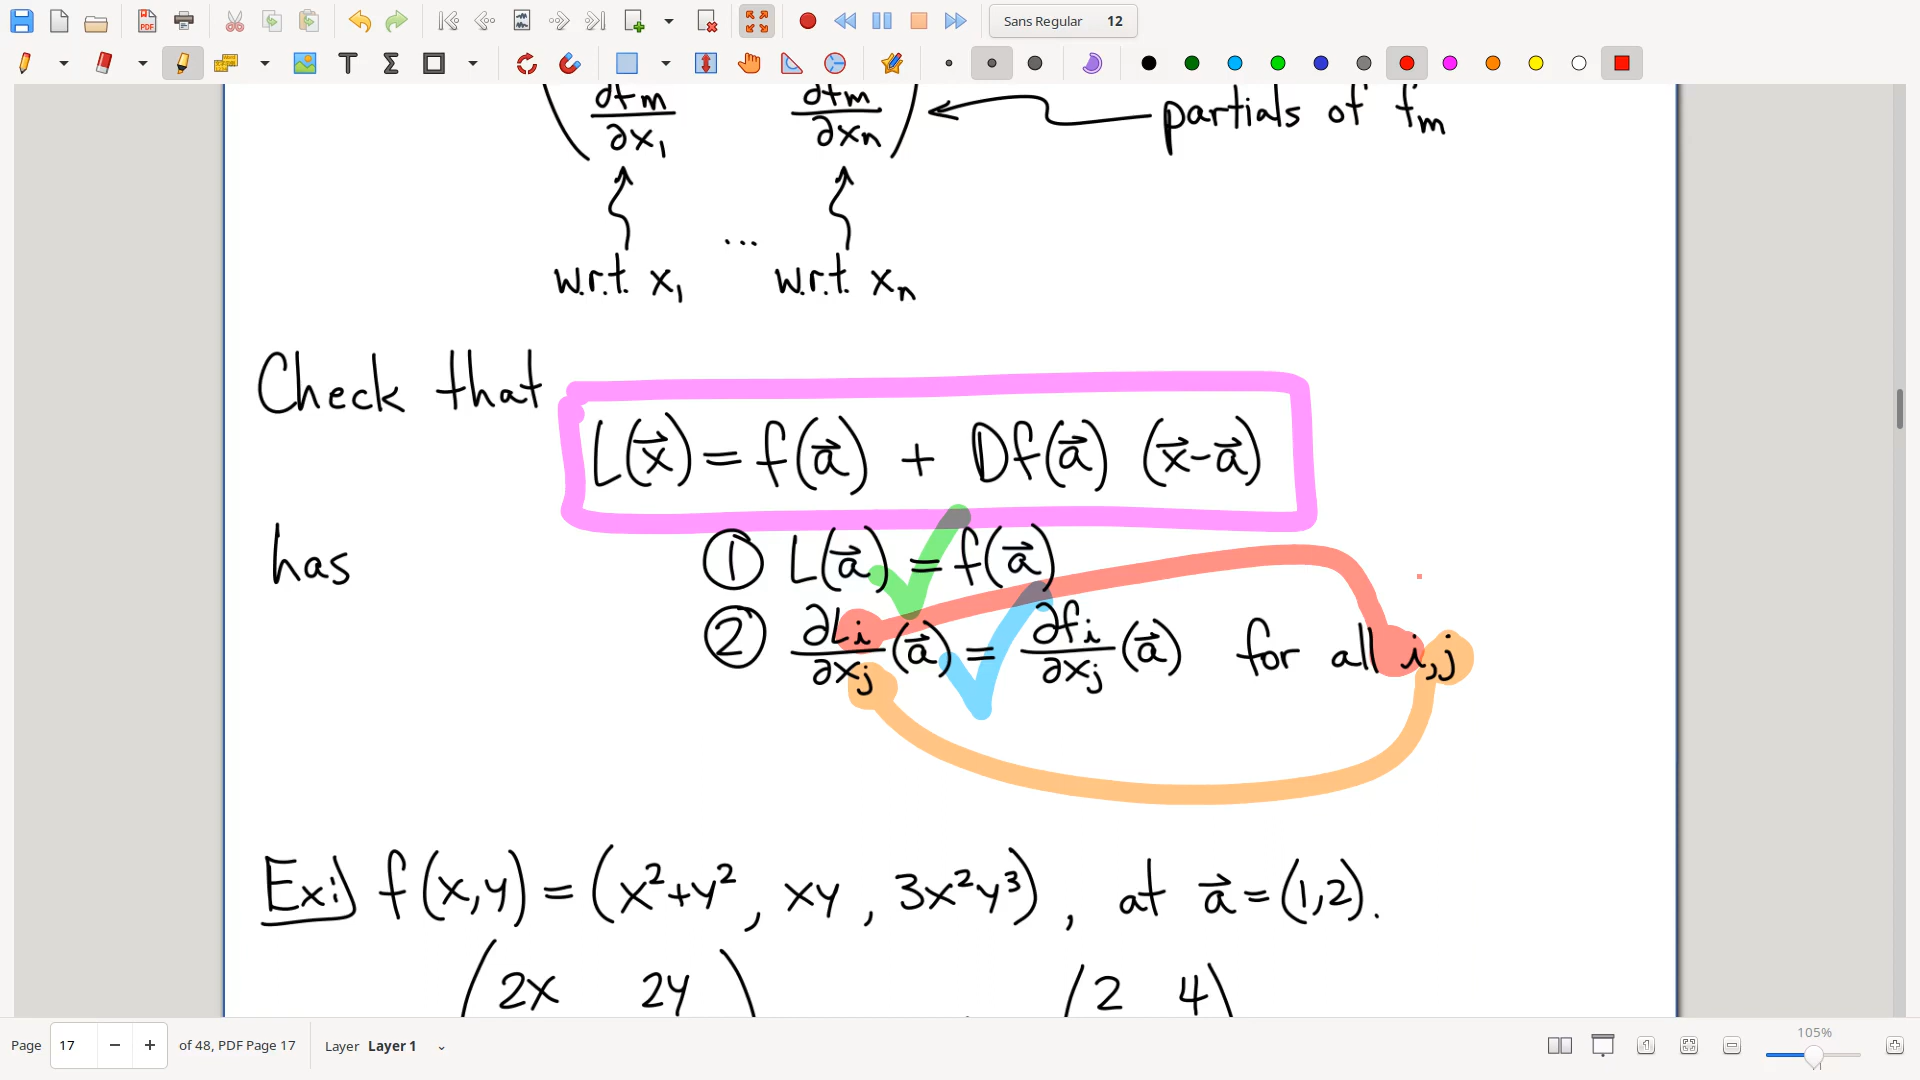 Sans Regular 12
∂fm/∂x₁ ∂fm/∂xn partials of fm
w.r.t. x₁ ... w.r.t. xn
Check that
L(x⃗) = f(a⃗) + Df(a⃗) (x⃗-a⃗)
has ① L(a⃗) = f(a⃗)
② ∂Li/∂xj (a⃗) = ∂fi/∂xj (a⃗) for all i,j
Ex:) f(x,y) = (x²+y², xy, 3x²y³), at a⃗=(1,2).
(2x 2y) (2 4)
Page 17 of 48, PDF Page 17 Layer Layer 1 105%